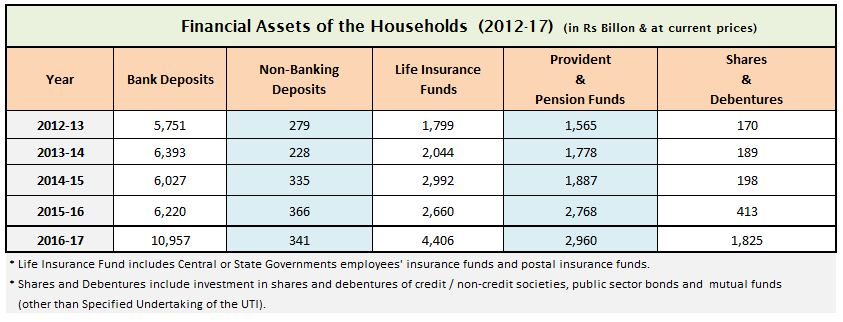 Financial Assets of the Households (2012-17) (in Rs Billon & at current prices)
Year Bank Deposits Non-Banking Deposits Life Insurance Funds Provident & Pension Funds Shares & Debentures
2012-13 5,751 279 1,799 1,565 170
2013-14 6,393 228 2,044 1,778 189
2014-15 6,027 335 2,992 1,887 198
2015-16 6,220 366 2,660 2,768 413
2016-17 10,957 341 4,406 2,960 1,825
* Life Insurance Fund includes Central or State Governments employees' insurance funds and postal insurance funds.
* Shares and Debentures include investment in shares and debentures of credit / non-credit societies, public sector bonds and mutual funds
(other than Specified Undertaking of the UTI).